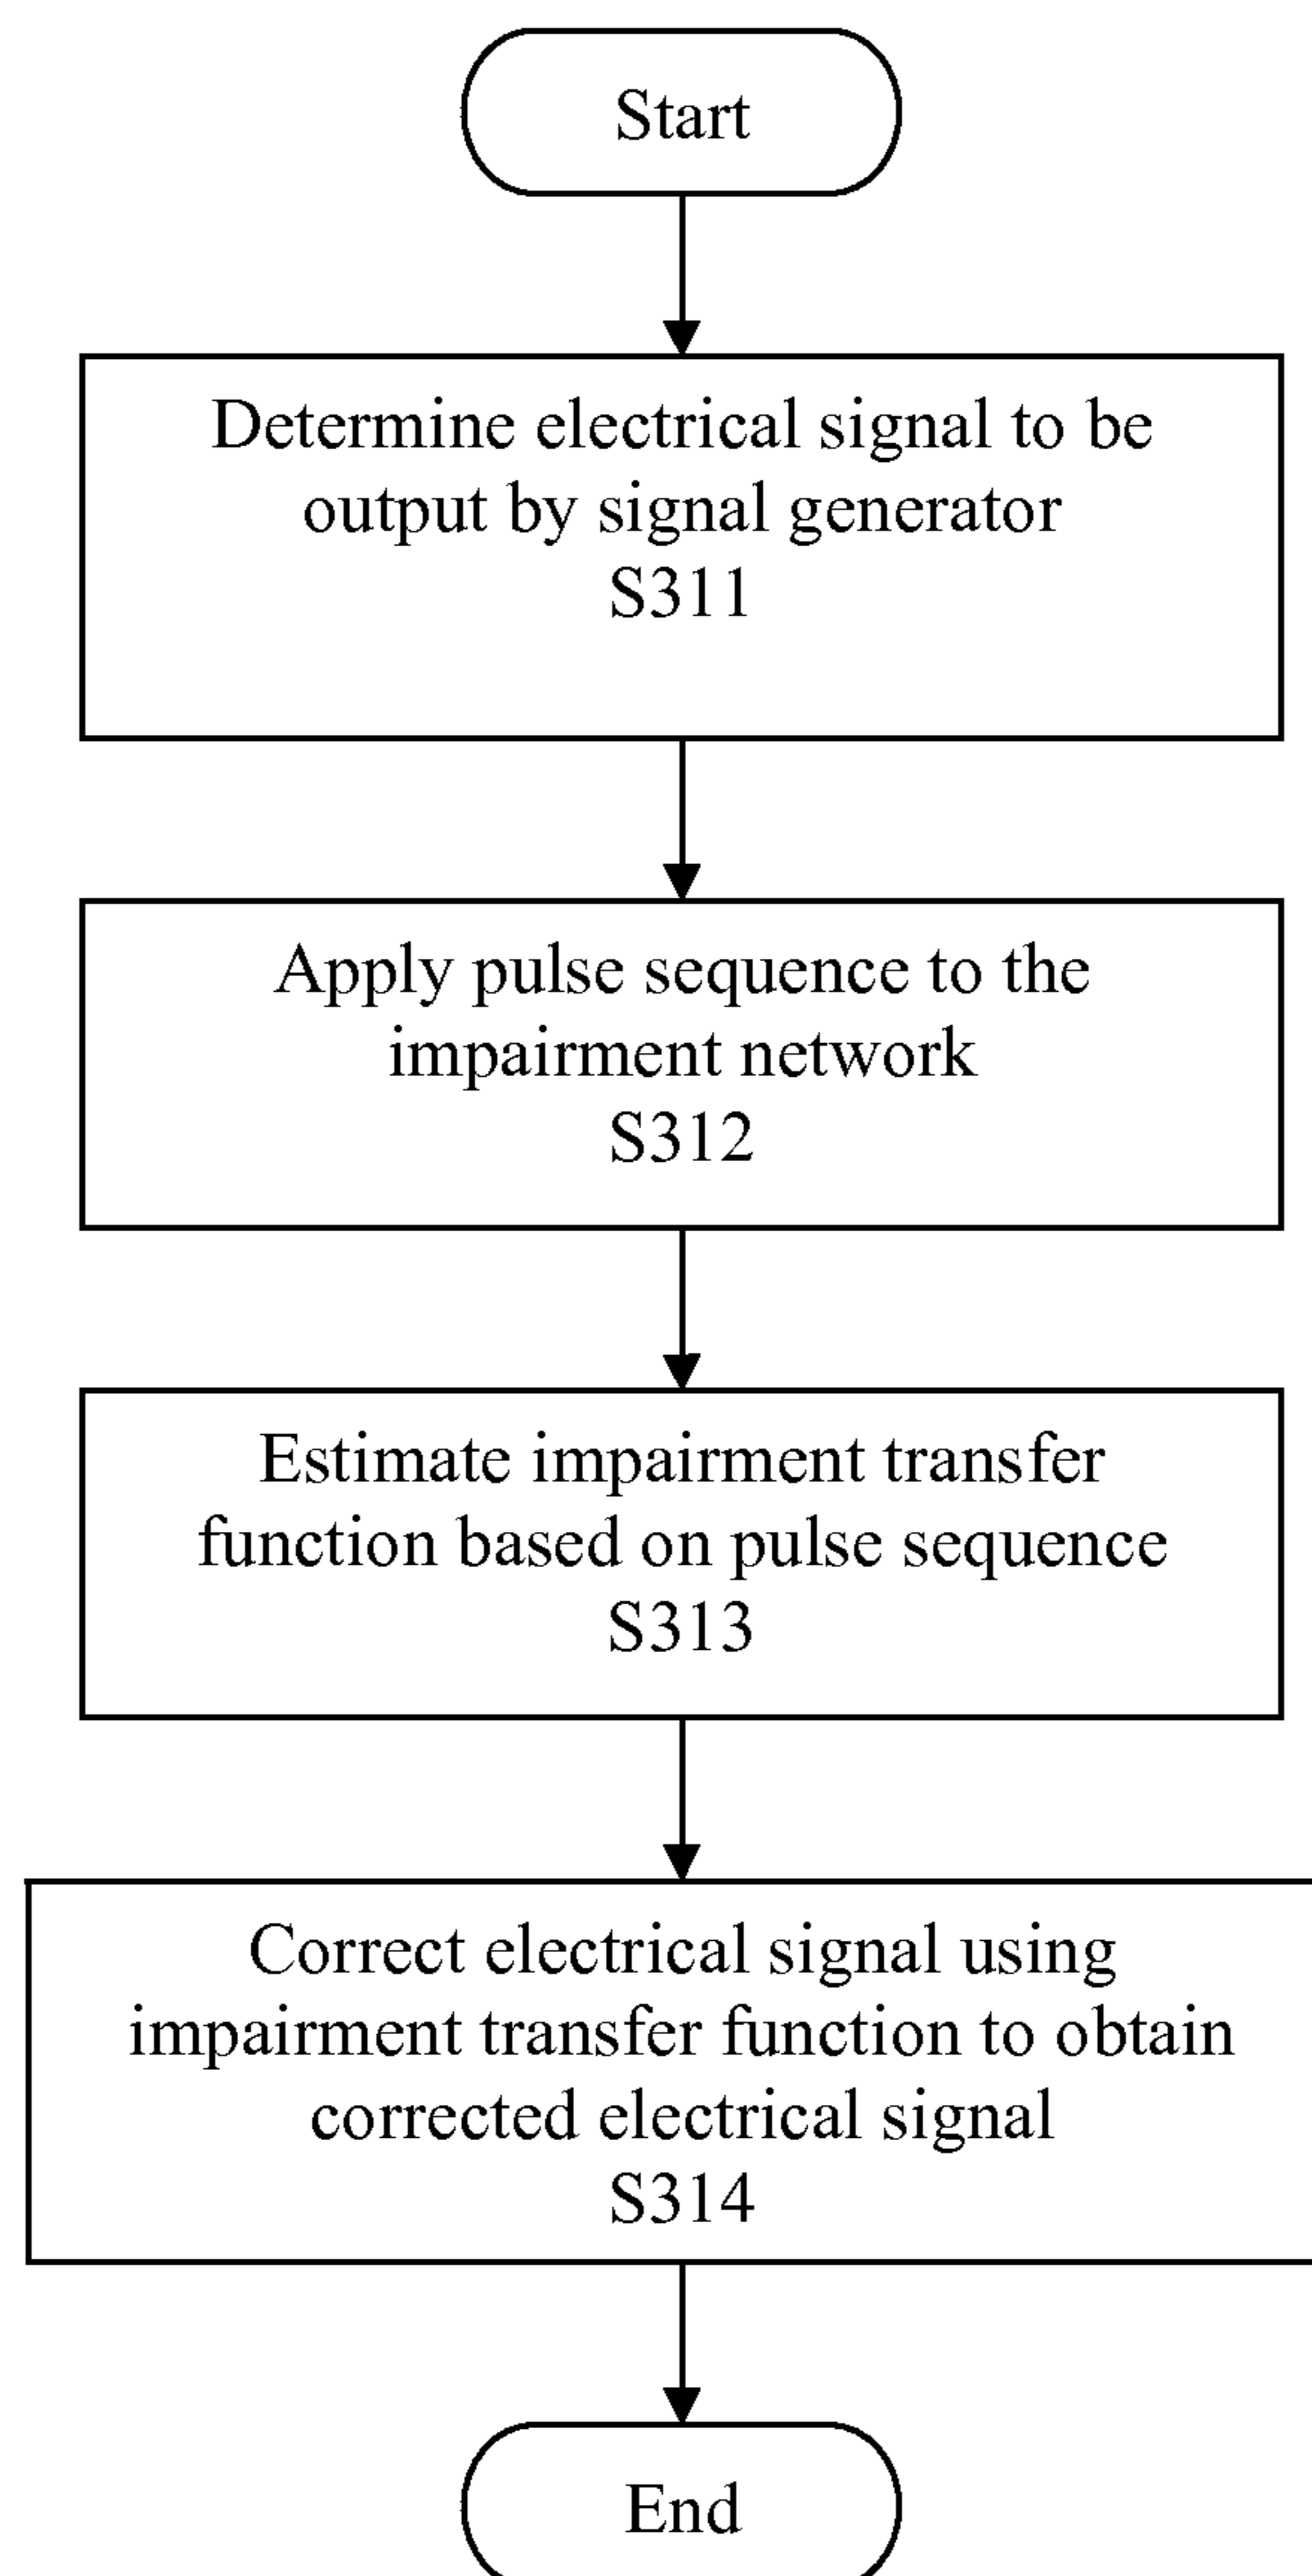 Start
Determine electrical signal to be
output by signal generator
S311
Apply pulse sequence to the
impairment network
S312
Estimate impairment transfer
function based on pulse sequence
S313
Correct electrical signal using
impairment transfer function to obtain
corrected electrical signal
S314
End